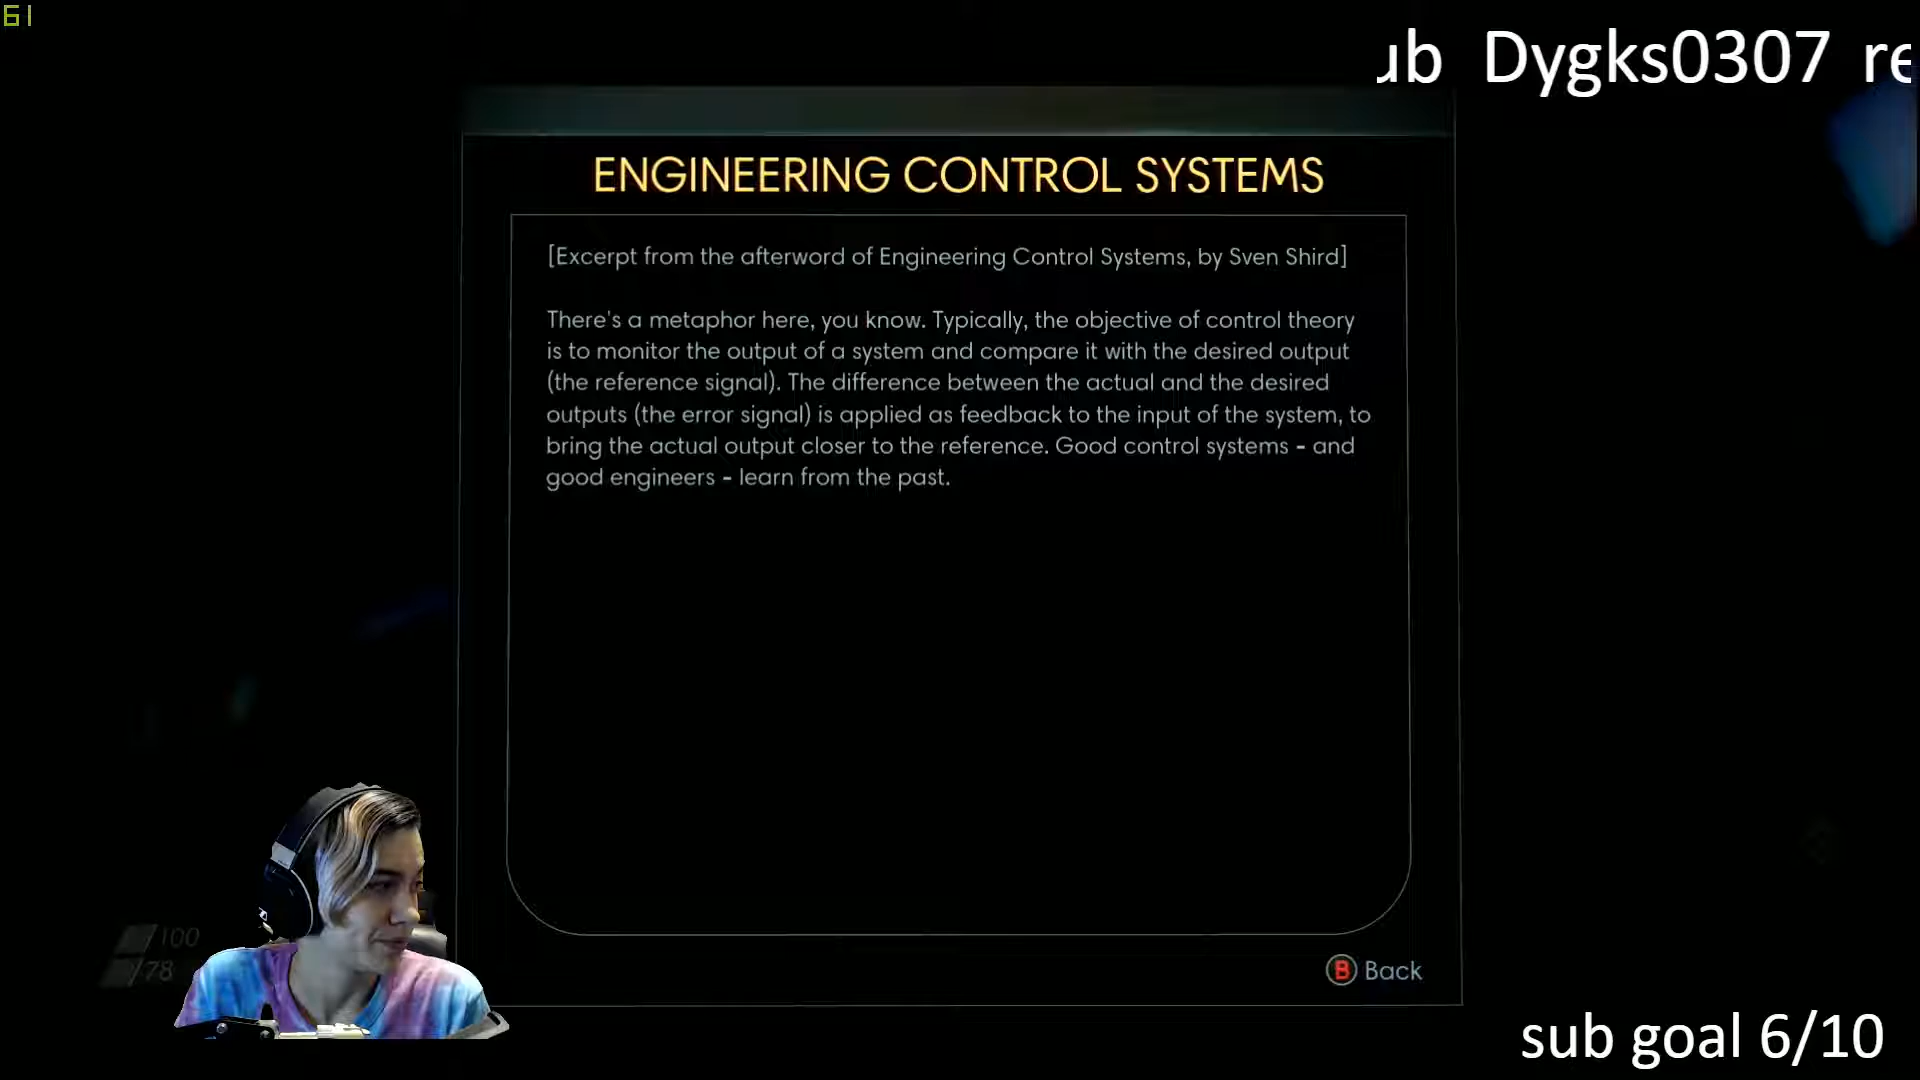 61
ub Dygks0307 re
ENGINEERING CONTROL SYSTEMS
[Excerpt from the afterword of Engineering Control Systems, by Sven Shird]
There's a metaphor here, you know. Typically, the objective of control theory
is to monitor the output of a system and compare it with the desired output
(the reference signal). The difference between the actual and the desired
outputs (the error signal) is applied as feedback to the input of the system, to
bring the actual output closer to the reference. Good control systems - and
good engineers - learn from the past.
100
78
B Back
sub goal 6/10